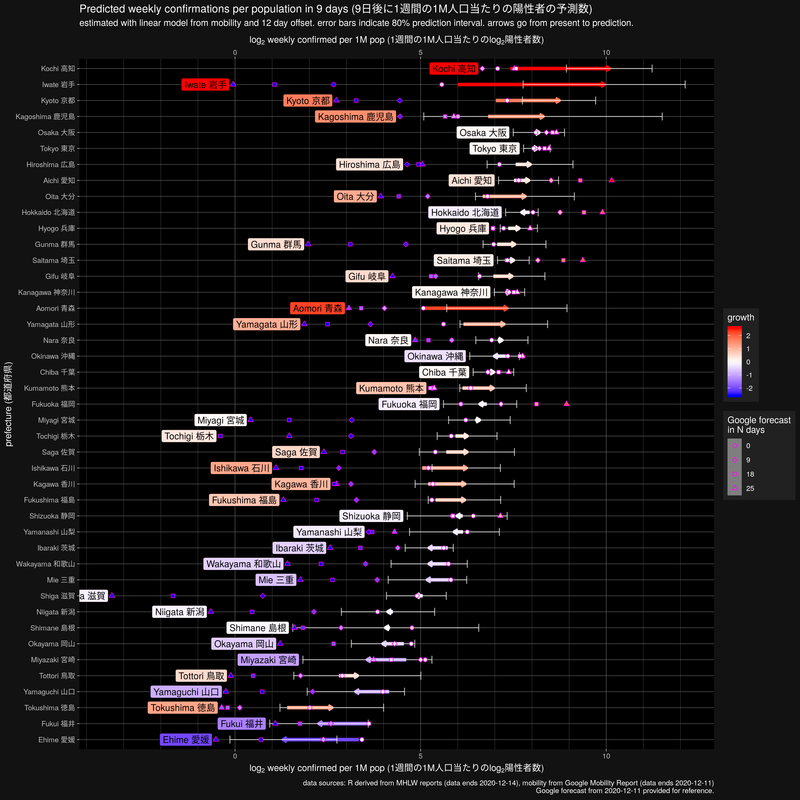 Predicted weekly confirmations per population in 9 days (9日後に1週間の1M人口当たりの陽性者の予測数)
estimated with linear model from mobility and 12 day offset. error bars indicate 80% prediction interval. arrows go from present to prediction.
log2 weekly confirmed per 1M pop (1週間の1M人口当たりのlog2陽性者数)
0 5 10
Kochi 高知 Kochi 高知
Iwate 岩手 Iwate 岩手
Kyoto 京都 Kyoto 京都
Kagoshima 鹿児島 Kagoshima 鹿児島
Osaka 大阪 Osaka 大阪
Tokyo 東京 Tokyo 東京
Hiroshima 広島 Hiroshima 広島
Aichi 愛知 Aichi 愛知
Oita 大分 Oita 大分
Hokkaido 北海道 Hokkaido 北海道
Hyogo 兵庫 Hyogo 兵庫
Gunma 群馬 Gunma 群馬
Saitama 埼玉 Saitama 埼玉
Gifu 岐阜 Gifu 岐阜
Kanagawa 神奈川 Kanagawa 神奈川
Aomori 青森 Aomori 青森
Yamagata 山形 Yamagata 山形
Nara 奈良 Nara 奈良
Okinawa 沖縄 Okinawa 沖縄
Chiba 千葉 Chiba 千葉
Kumamoto 熊本 Kumamoto 熊本
Fukuoka 福岡 Fukuoka 福岡
Miyagi 宮城 Miyagi 宮城
Tochigi 栃木 Tochigi 栃木
Saga 佐賀 Saga 佐賀
Ishikawa 石川 Ishikawa 石川
Kagawa 香川 Kagawa 香川
Fukushima 福島 Fukushima 福島
Shizuoka 静岡 Shizuoka 静岡
Yamanashi 山梨 Yamanashi 山梨
Ibaraki 茨城 Ibaraki 茨城
Wakayama 和歌山 Wakayama 和歌山
Mie 三重 Mie 三重
Shiga 滋賀 a 滋賀
Niigata 新潟 Niigata 新潟
Shimane 島根 Shimane 島根
Okayama 岡山 Okayama 岡山
Miyazaki 宮崎 Miyazaki 宮崎
Tottori 鳥取 Tottori 鳥取
Yamaguchi 山口 Yamaguchi 山口
Tokushima 徳島 Tokushima 徳島
Fukui 福井 Fukui 福井
Ehime 愛媛 Ehime 愛媛
0 5 10
log2 weekly confirmed per 1M pop (1週間の1M人口当たりのlog2陽性者数)
prefecture (都道府県)
growth
2
1
0
-1
-2
Google forecast
in N days
0
9
18
25
data sources: R derived from MHLW reports (data ends 2020-12-14), mobility from Google Mobility Report (data ends 2020-12-11)
Google forecast from 2020-12-11 provided for reference.